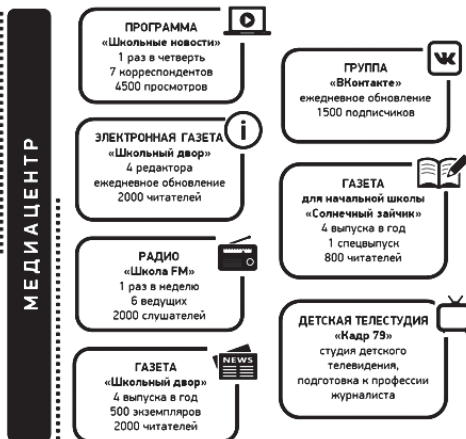 МЕДИАЦЕНТР
ПРОГРАММА
«Школьные новости»
1 раз в четверть
7 корреспондентов
4500 просмотров
ЭЛЕКТРОННАЯ ГАЗЕТА
«Школьный двор»
4 редактора
ежедневное обновление
2000 читателей
РАДИО
«Школа FM»
1 раз в неделю
6 ведущих
2000 слушателей
NEWS
ГАЗЕТА
«Школьный двор»
4 выпуска в год
500 экземпляров
2000 читателей
ГРУППА
«ВКонтакте»
ежедневное обновление
1500 подписчиков
ГАЗЕТА
для начальной школы
«Солнечный зайчик»
4 выпуска в год
1 спецвыпуск
800 читателей
ДЕТСКАЯ ТЕЛЕСТУДИЯ
«Кадр 79»
студия детского
телевидения,
подготовка к профессии
журналиста